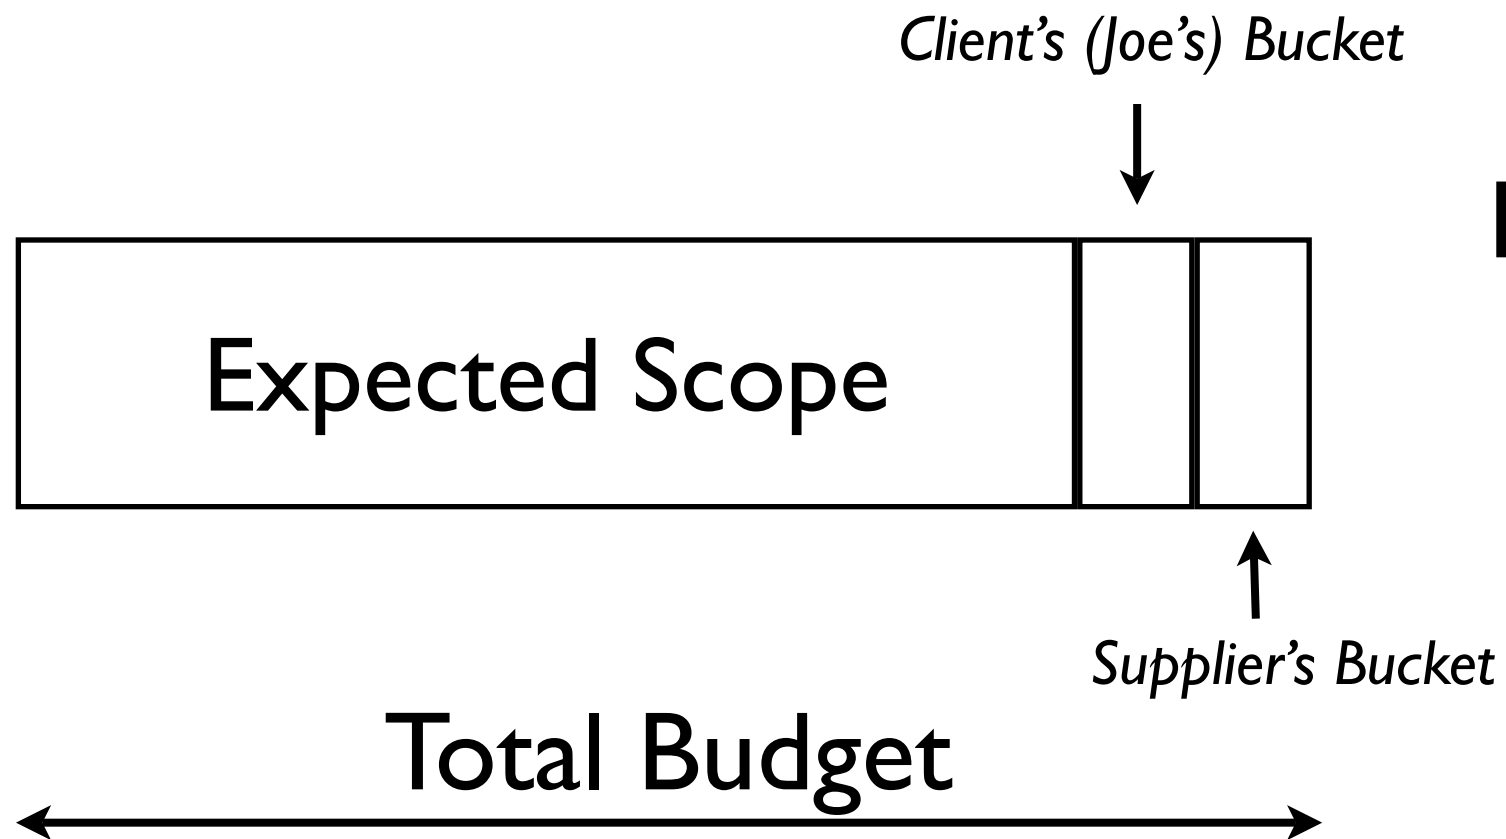 Client’s (Joe’s) Bucket
Expected Scope
Supplier’s Bucket
Total Budget